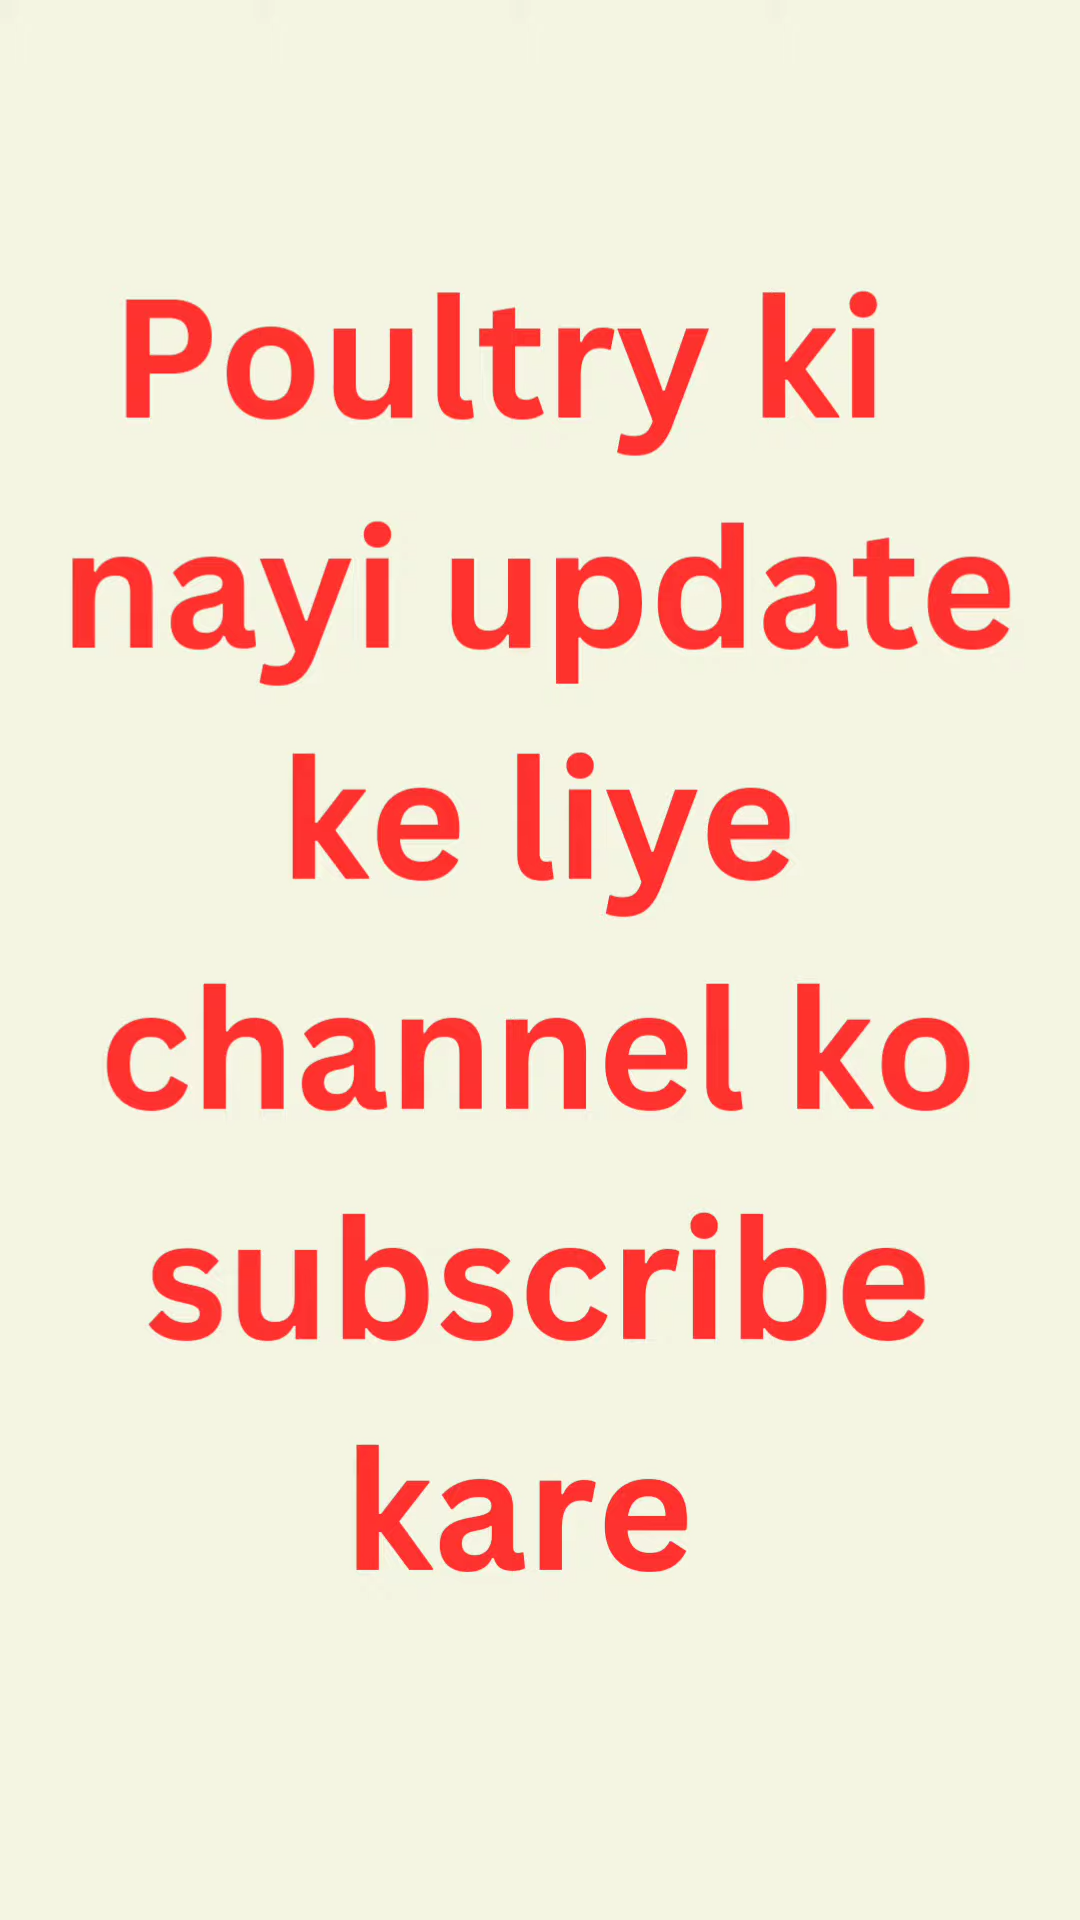 Poultry ki
nayi update
ke liye
channel ko
subscribe
kare